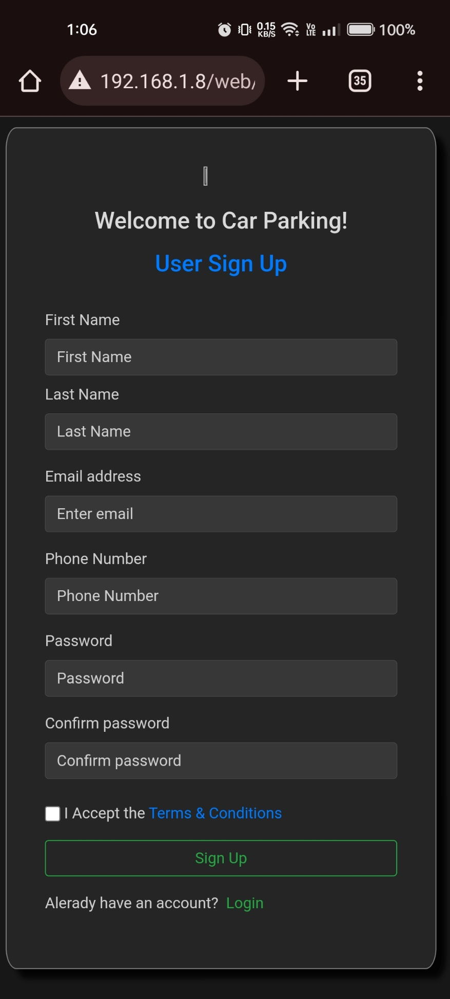 1:06
0.15
KB/S
Vo
LTE
100%
192.168.1.8/web/
35
Welcome to Car Parking!
User Sign Up
First Name
First Name
Last Name
Last Name
Email address
Enter email
Phone Number
Phone Number
Password
Password
Confirm password
Confirm password
I Accept the Terms & Conditions
Sign Up
Alerady have an account? Login